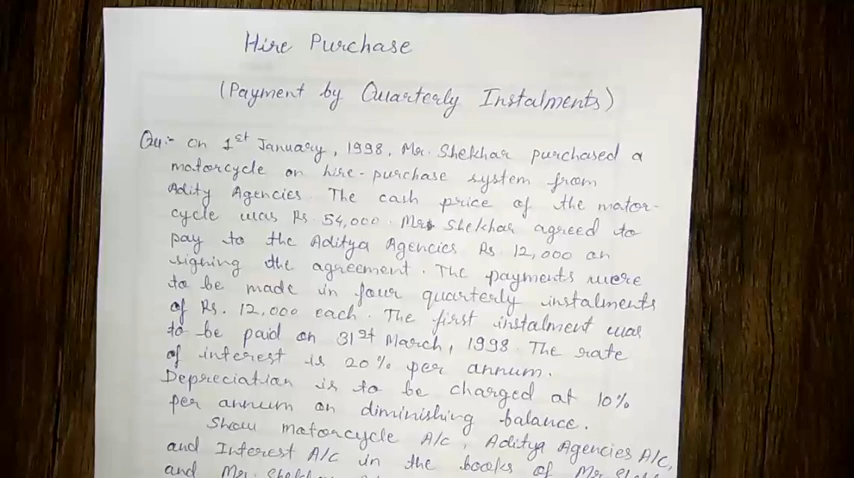 Hire Purchase
(Payment by Quarterly Instalments)
Qu:- on 1st January, 1998, Mr. Shekhar purchased a
motorcycle on hire-purchase system from
Adity Agencies. The cash price of the motor-
cycle was Rs. 54,000. Mr Shekhar agreed to
pay to the Aditya Agencies Rs. 12,000 on
signing the agreement. The payments were
to be made in four quarterly instalments
of Rs. 12,000 each. The first instalment was
to be paid on 31st March, 1998. The rate
of interest is 20% per annum.
Depreciation is to be charged at 10%
per annum on diminishing balance.
Show motorcycle A/c, Aditya Agencies A/c,
and Interest A/c in the books of Mr.
and Mr.